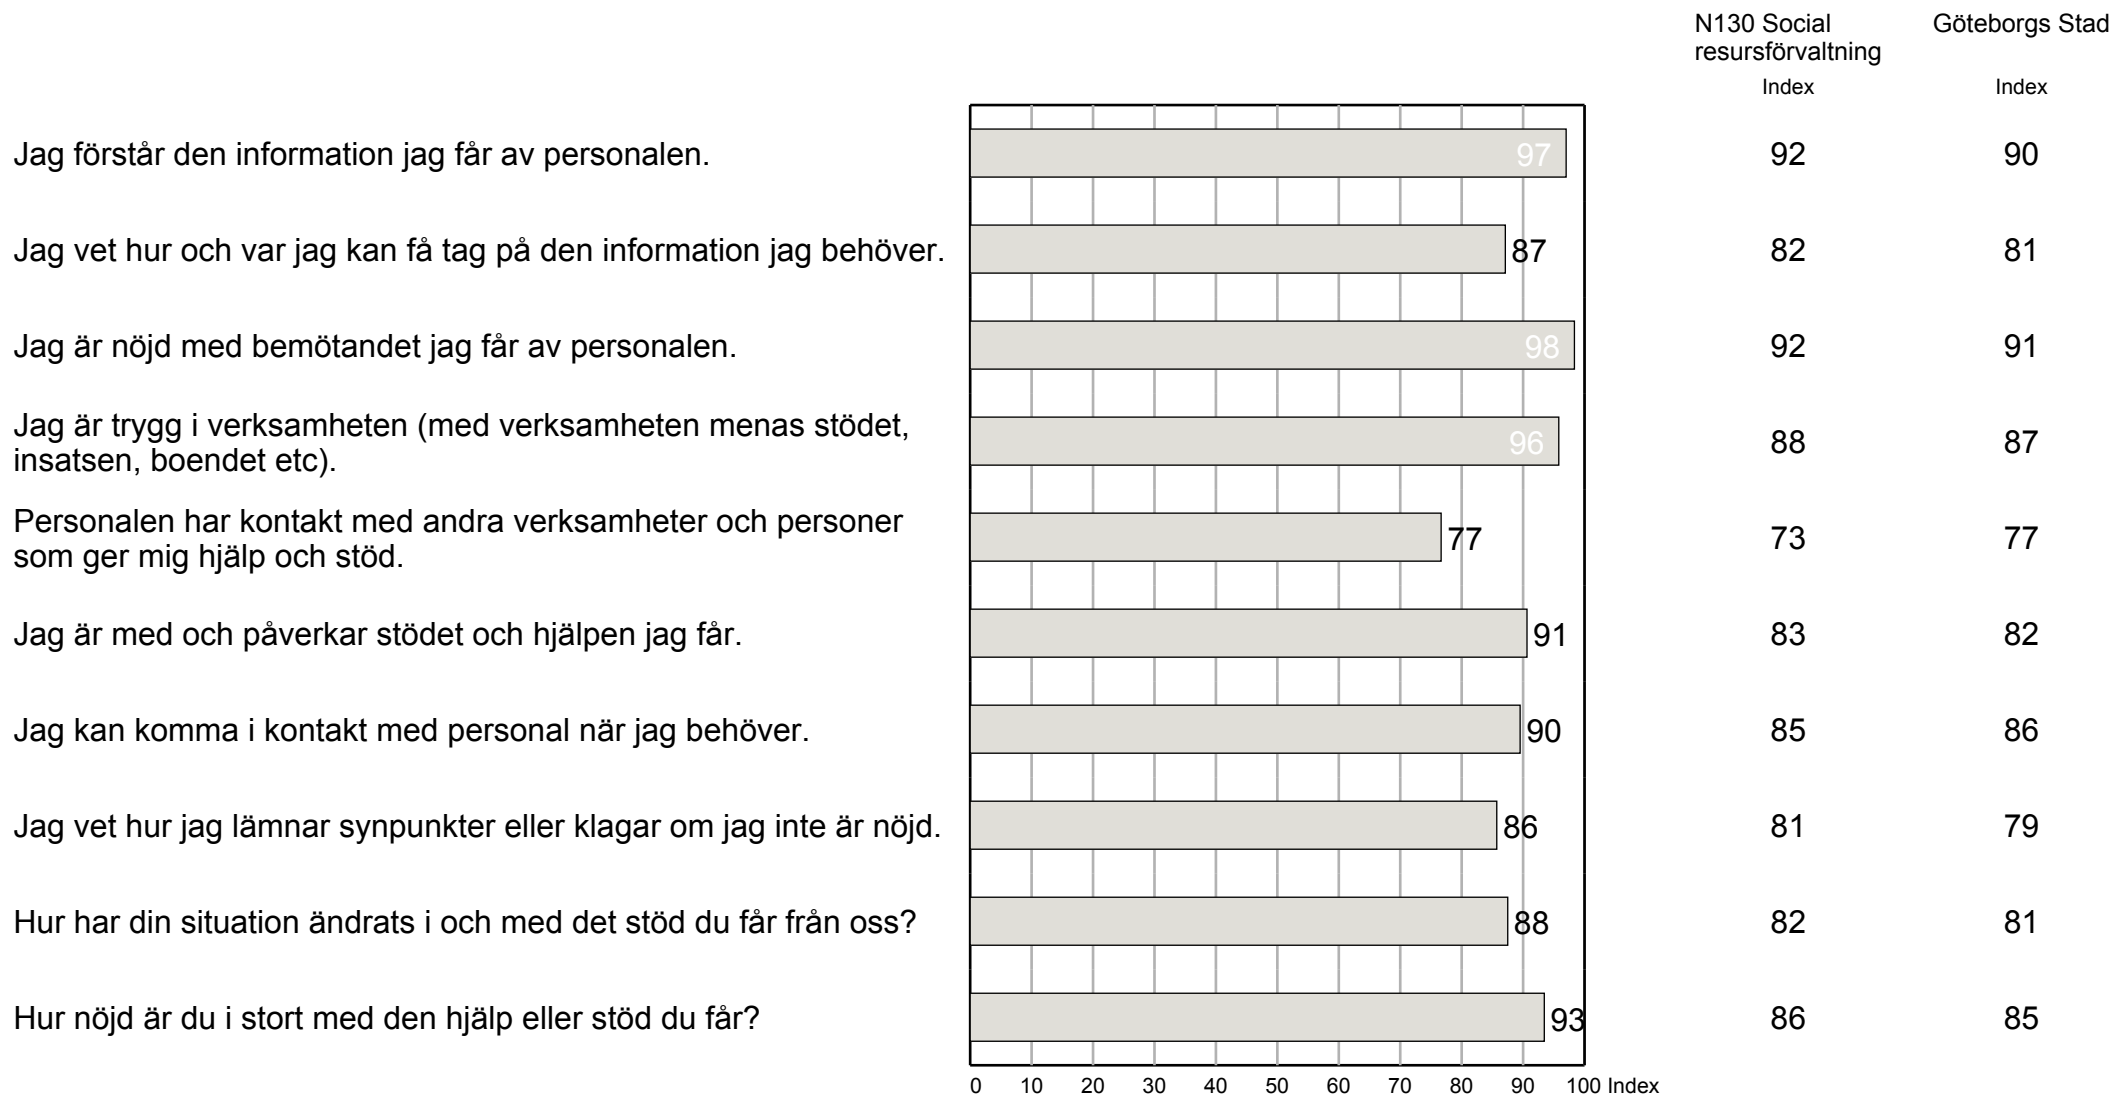 N130 Social Göteborgs Stad
resursförvaltning
Index Index
Jag förstår den information jag får av personalen. 97 92 90
Jag vet hur och var jag kan få tag på den information jag behöver. 87 82 81
Jag är nöjd med bemötandet jag får av personalen. 98 92 91
Jag är trygg i verksamheten (med verksamheten menas stödet,
insatsen, boendet etc). 96 88 87
Personalen har kontakt med andra verksamheter och personer
som ger mig hjälp och stöd. 77 73 77
Jag är med och påverkar stödet och hjälpen jag får. 91 83 82
Jag kan komma i kontakt med personal när jag behöver. 90 85 86
Jag vet hur jag lämnar synpunkter eller klagar om jag inte är nöjd. 86 81 79
Hur har din situation ändrats i och med det stöd du får från oss? 88 82 81
Hur nöjd är du i stort med den hjälp eller stöd du får? 93 86 85
0 10 20 30 40 50 60 70 80 90 100 Index